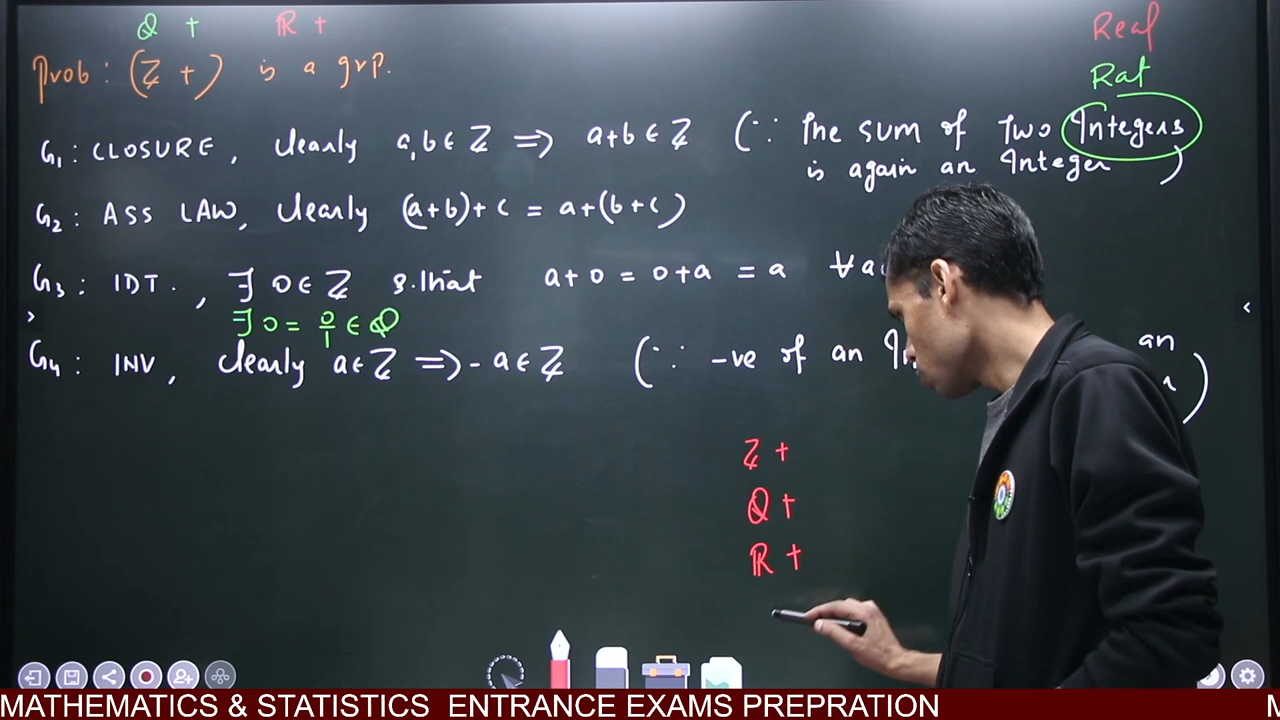 Q + R + Real
Prob: (Z +) is a grp. Rat
G₁: CLOSURE, clearly a,b ∈ Z ⟹ a+b ∈ Z (∵ The sum of Two Integers
is again an Integer )
G₂: ASS LAW, clearly (a+b)+c = a+(b+c)
G₃: IDT., ∃ 0 ∈ Z s.that a+0 = 0+a = a ∀a
∃ 0 = 0/1 ∈ Q
G₄: INV, clearly a∈Z ⟹ -a ∈ Z (∵ -ve of an an )
Z +
Q +
R +
MATHEMATICS & STATISTICS ENTRANCE EXAMS PREPRATION M